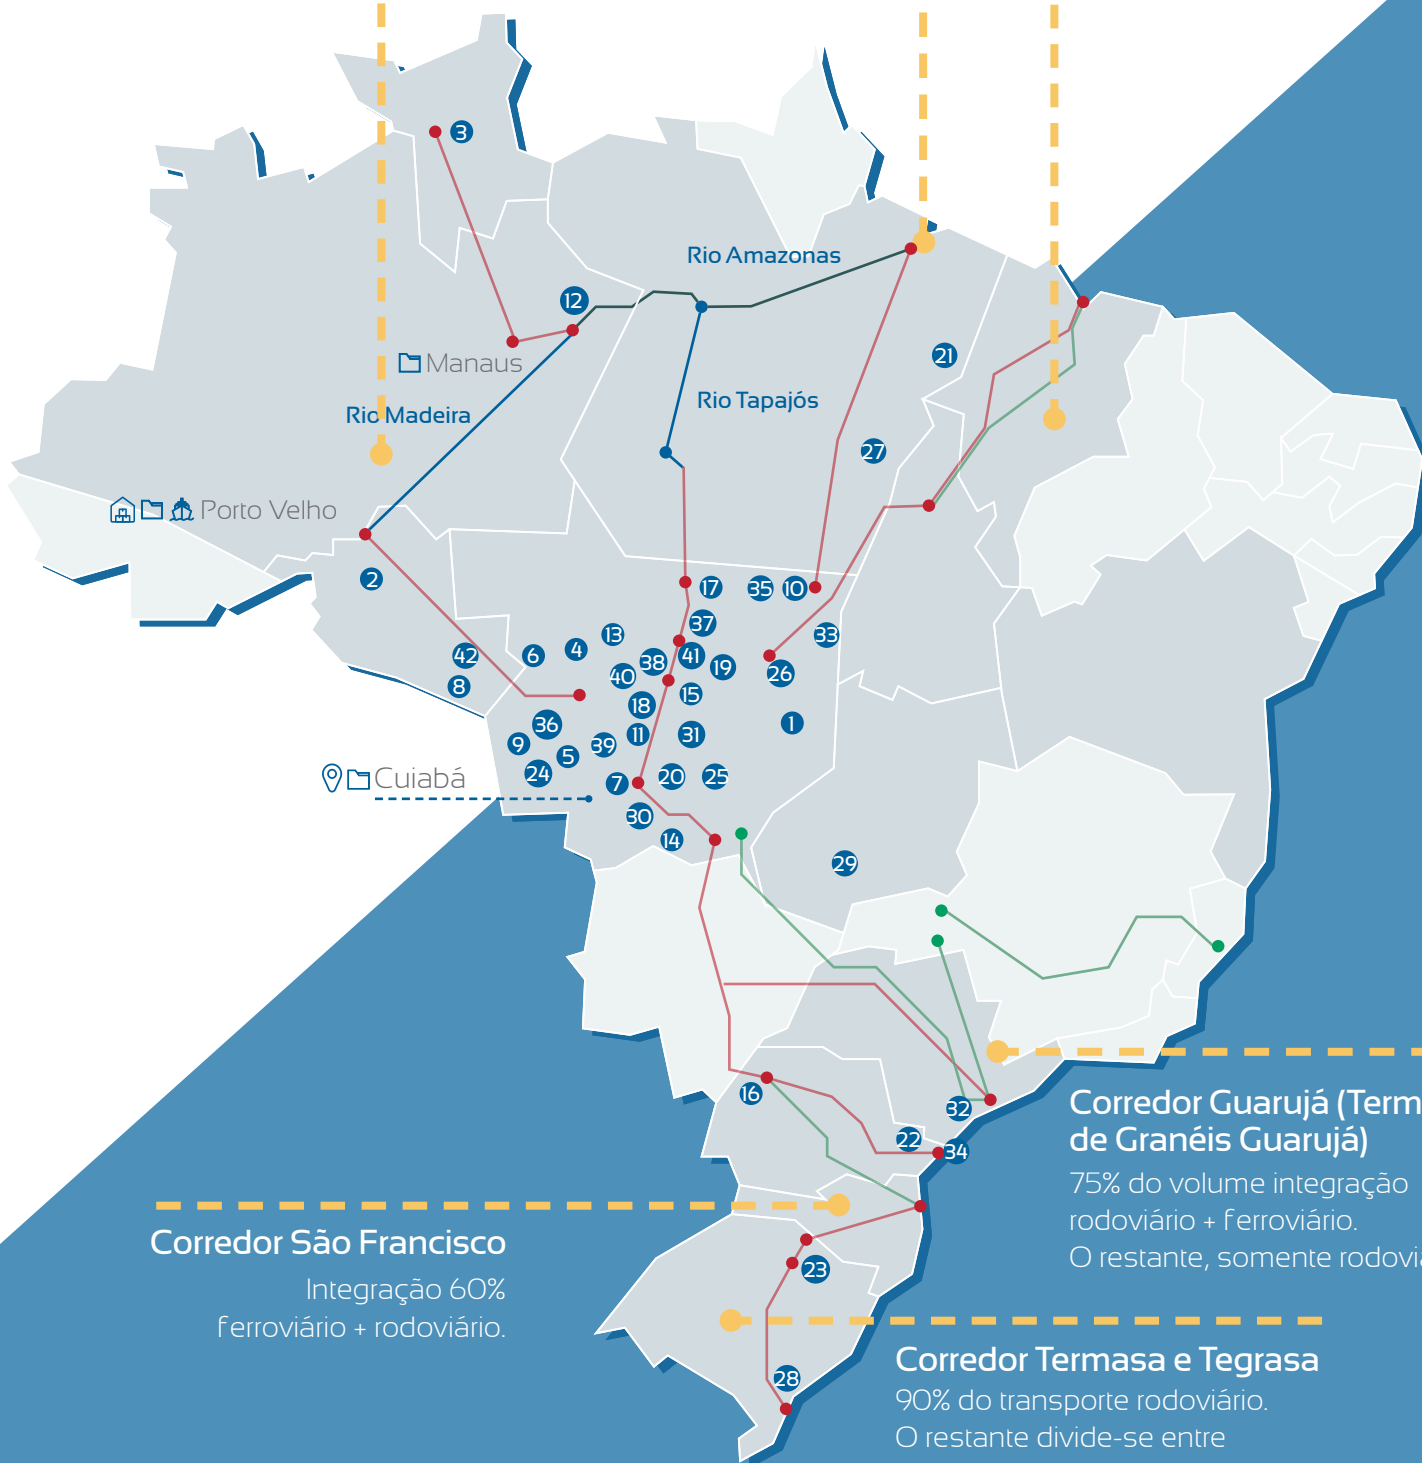 3
Rio Amazonas
12
21
Manaus
Rio Tapajós
Rio Madeira
27
Porto Velho
2
17
35
10
37
13
33
4
42
6
38
41
19
40
26
8
15
18
1
36
11
31
9
39
5
24
Cuiabá
7
20
25
30
14
29
16
32
Corredor Guarujá (Term
de Granéis Guarujá)
22
34
75% do volume integração
rodoviário + ferroviário.
O restante, somente rodovi
Corredor São Francisco
Integração 60%
ferroviário + rodoviário.
23
Corredor Termasa e Tegrasa
90% do transporte rodoviário.
O restante divide-se entre
28